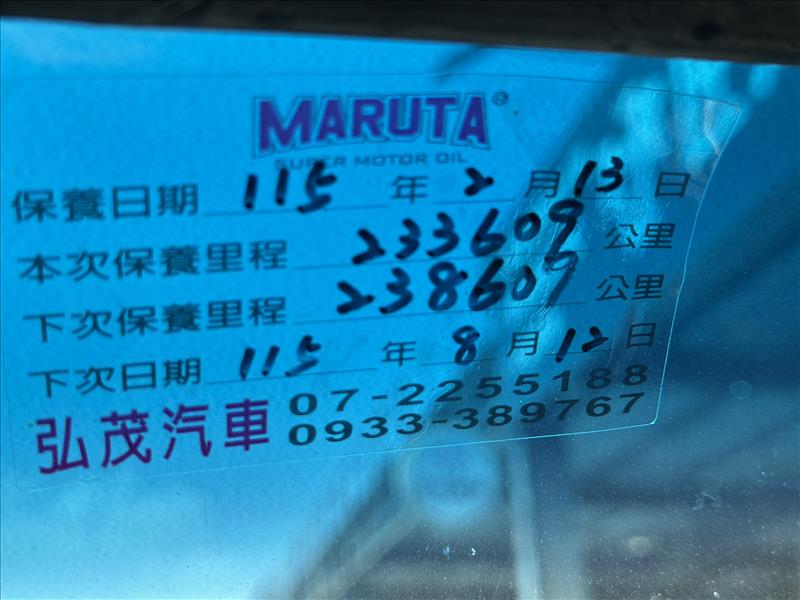 MARUTA®
SUPER MOTOR OIL
保養日期 115 年 2 月 13 日
本次保養里程 233609 公里
下次保養里程 238609 公里
下次日期 115 年 8 月 12 日
弘茂汽車 07-2255188
0933-389767